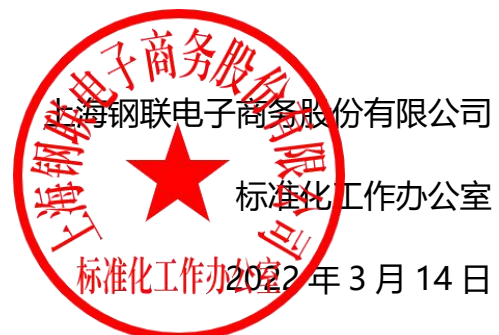 上海钢联电子商务股份有限公司
标准化工作办公室
2022 年 3 月 14 日
上海钢联电子商务股份有限公司
标准化工作办公室